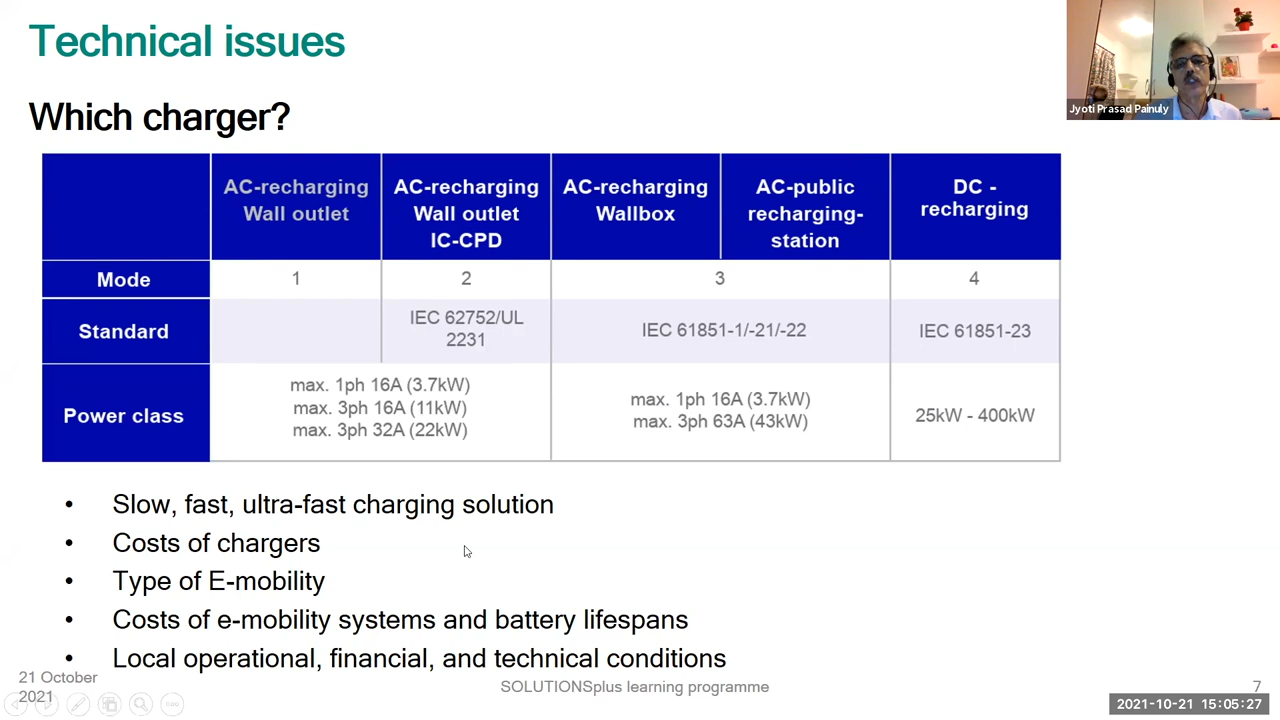 Technical issues
Which charger?
Jyoti Prasad Painuly
AC-recharging
Wall outlet
AC-recharging
Wall outlet
IC-CPD
AC-recharging
Wallbox
AC-public
recharging-
station
DC -
recharging
Mode
1
2
3
4
Standard
IEC 62752/UL
2231
IEC 61851-1/-21/-22
IEC 61851-23
Power class
max. 1ph 16A (3.7kW)
max. 3ph 16A (11kW)
max. 3ph 32A (22kW)
max. 1ph 16A (3.7kW)
max. 3ph 63A (43kW)
25kW - 400kW
• Slow, fast, ultra-fast charging solution
• Costs of chargers
• Type of E-mobility
• Costs of e-mobility systems and battery lifespans
• Local operational, financial, and technical conditions
21 October
2021
SOLUTIONSplus learning programme
7
2021-10-21 15:05:27